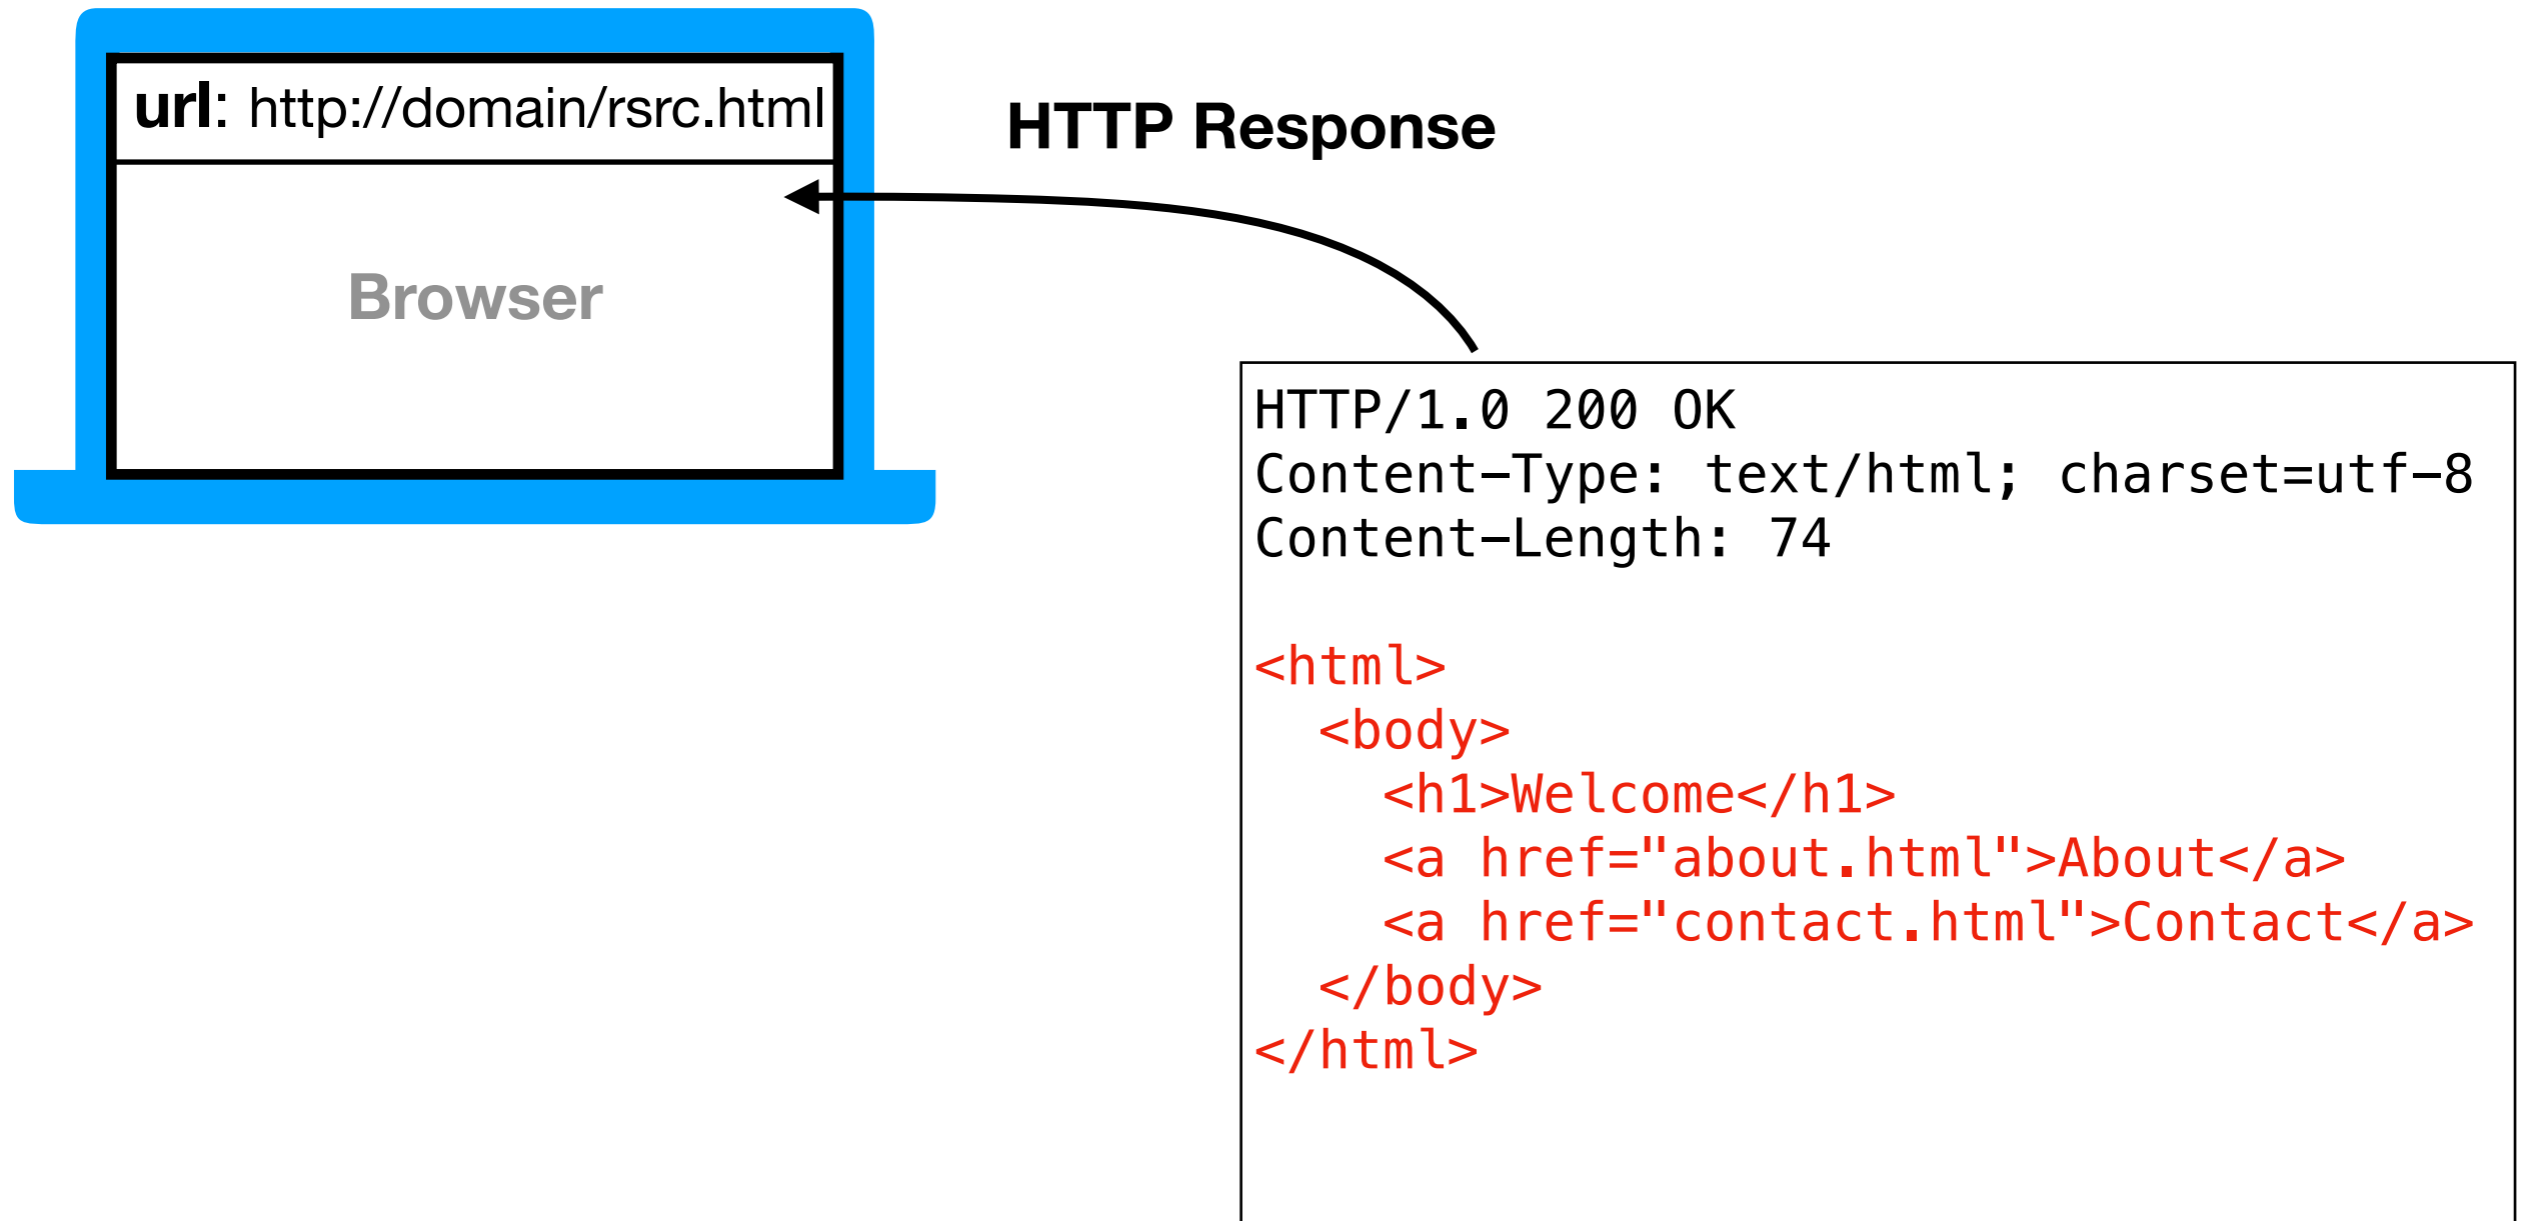 url: http://domain/rsrc.html
HTTP Response
Browser
HTTP/1.0 200 OK
Content-Type: text/html; charset=utf-8
Content-Length: 74

<html>
  <body>
    <h1>Welcome</h1>
    <a href="about.html">About</a>
    <a href="contact.html">Contact</a>
  </body>
</html>